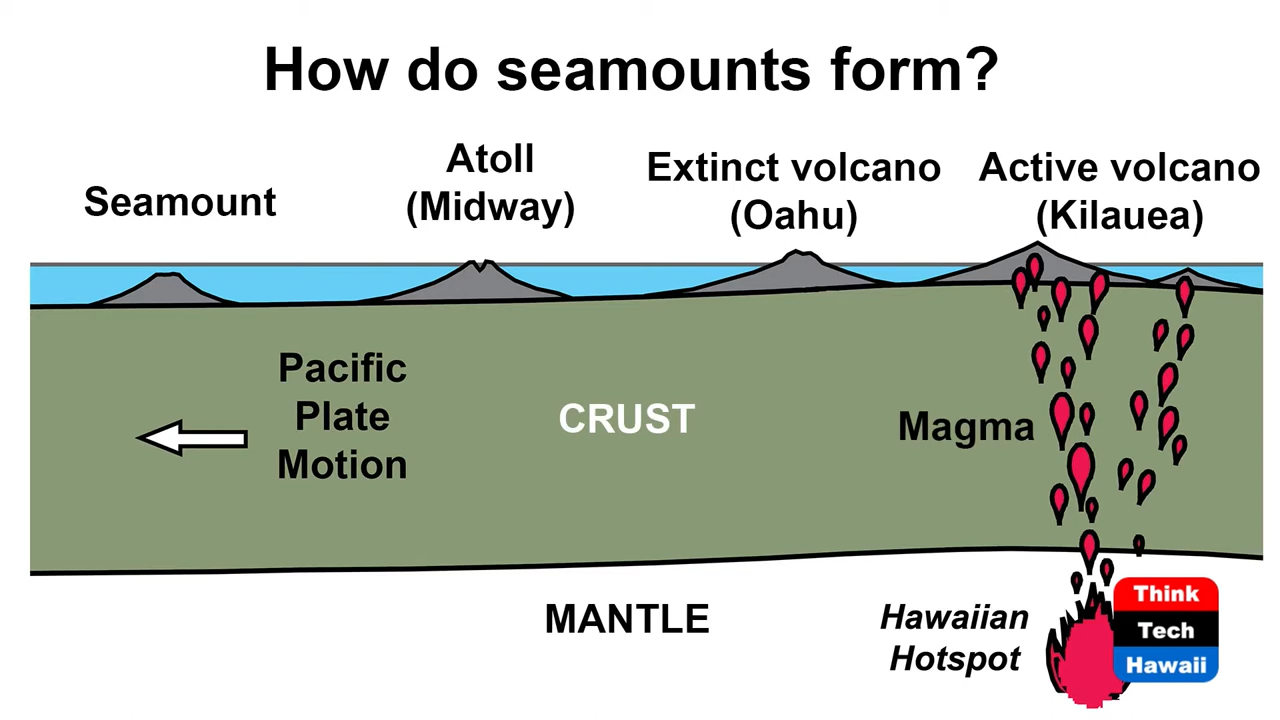 How do seamounts form?
Seamount
Atoll
(Midway)
Extinct volcano
(Oahu)
Active volcano
(Kilauea)
Pacific
Plate
Motion
CRUST
Magma
MANTLE
Hawaiian
Hotspot
Think
Tech
Hawaii